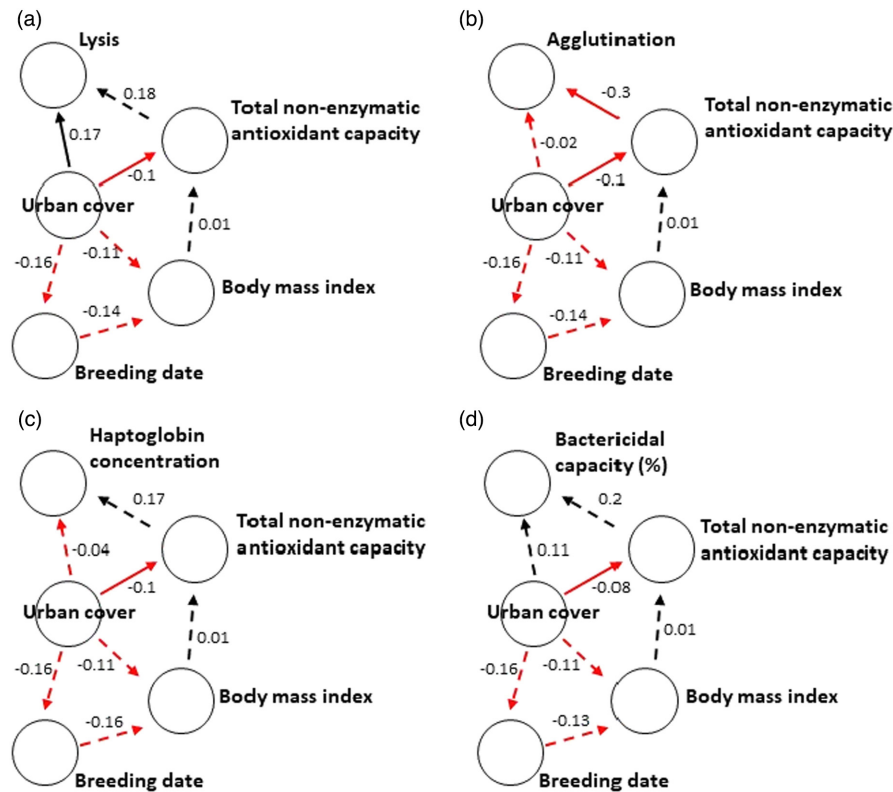 (a)
Lysis
0.18
Total non-enzymatic
antioxidant capacity
0.17
-0.1
Urban cover
0.01
-0.16
-0.11
Body mass index
-0.14
Breeding date
(b)
Agglutination
-0.3
Total non-enzymatic
antioxidant capacity
-0.02
-0.1
Urban cover
0.01
-0.16
-0.11
Body mass index
-0.14
Breeding date
(c)
Haptoglobin
concentration
0.17
Total non-enzymatic
antioxidant capacity
-0.04
-0.1
Urban cover
0.01
-0.16
-0.11
Body mass index
-0.16
Breeding date
(d)
Bactericidal
capacity (%)
0.2
Total non-enzymatic
antioxidant capacity
0.11
-0.08
Urban cover
0.01
-0.16
-0.11
Body mass index
-0.13
Breeding date